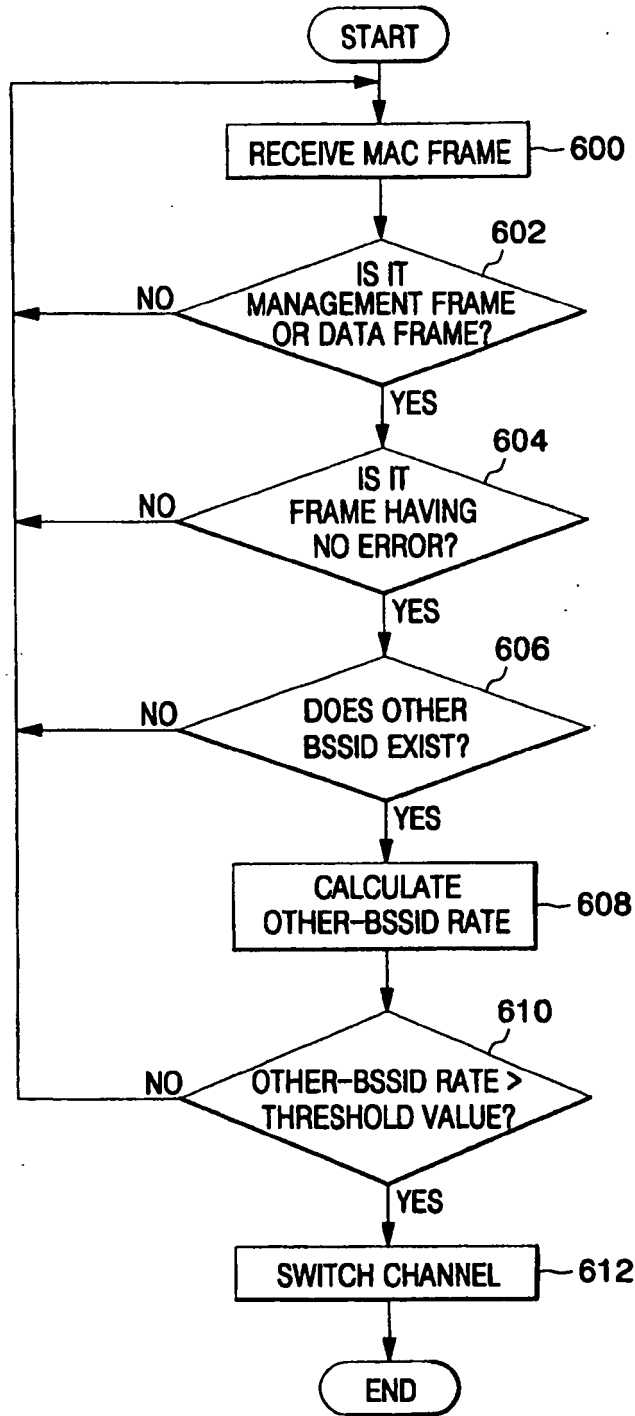 START
RECEIVE MAC FRAME
600
602
IS IT
MANAGEMENT FRAME
OR DATA FRAME?
NO
YES
604
IS IT
FRAME HAVING
NO ERROR?
NO
YES
606
DOES OTHER
BSSID EXIST?
NO
YES
CALCULATE
OTHER-BSSID RATE
608
610
OTHER-BSSID RATE >
THRESHOLD VALUE?
NO
YES
SWITCH CHANNEL
612
END